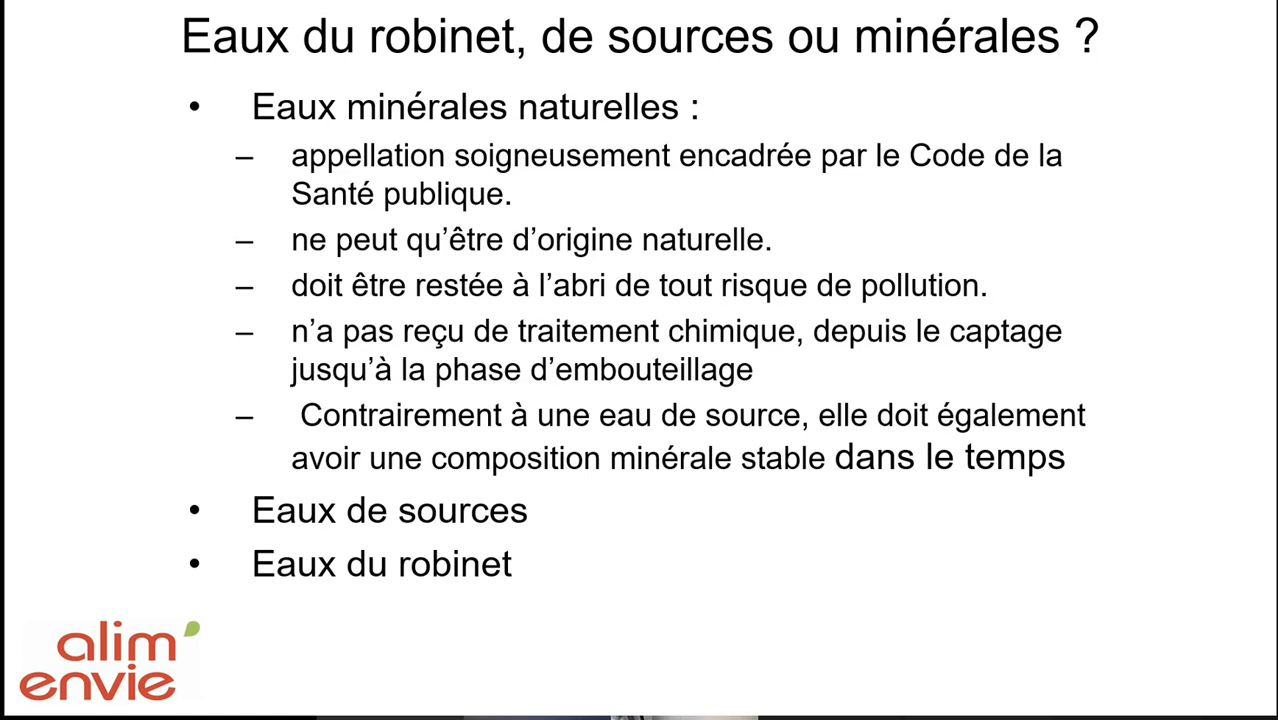 Eaux du robinet, de sources ou minérales ?
• Eaux minérales naturelles :
– appellation soigneusement encadrée par le Code de la
Santé publique.
– ne peut qu’être d’origine naturelle.
– doit être restée à l’abri de tout risque de pollution.
– n’a pas reçu de traitement chimique, depuis le captage
jusqu’à la phase d’embouteillage
– Contrairement à une eau de source, elle doit également
avoir une composition minérale stable dans le temps
• Eaux de sources
• Eaux du robinet
alim’
envie